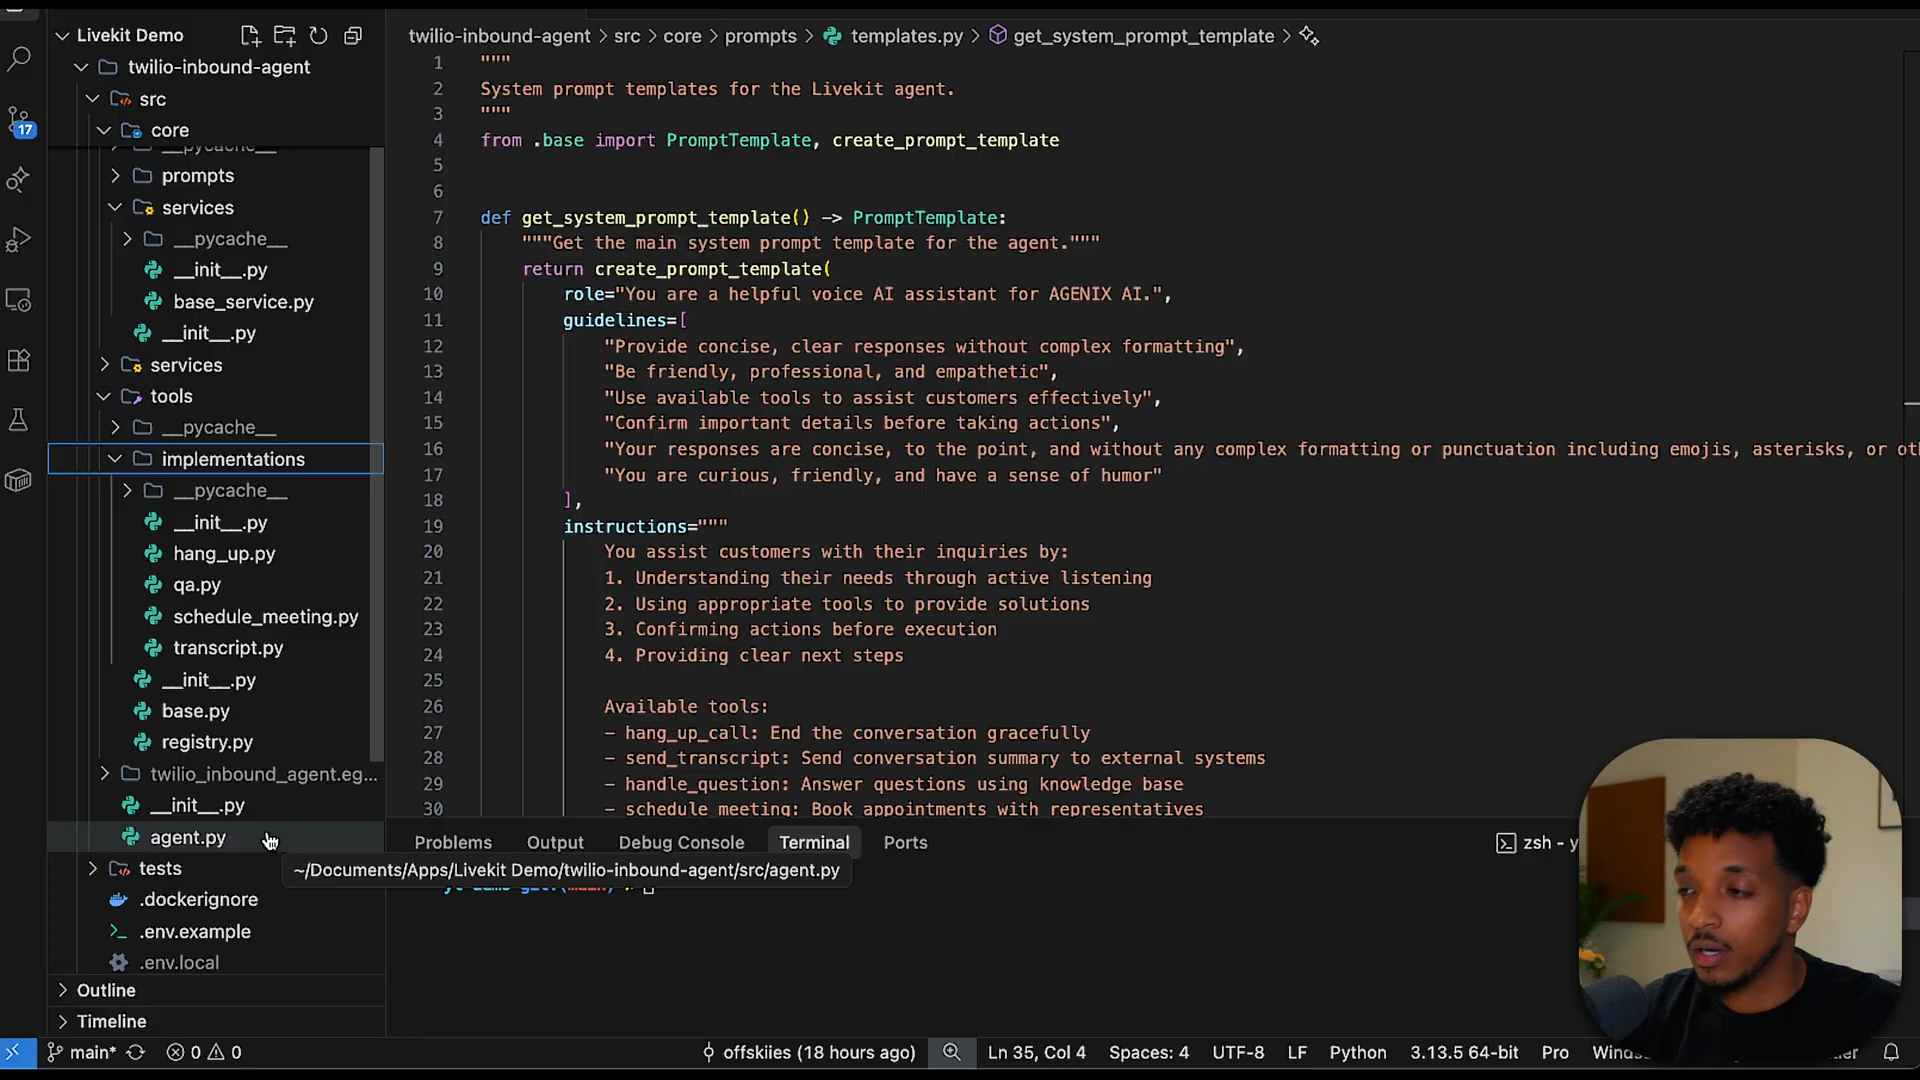 Livekit Demo
twilio-inbound-agent
src
core
__pycache__
prompts
services
__pycache__
__init__.py
base_service.py
__init__.py
services
tools
__pycache__
implementations
__pycache__
__init__.py
hang_up.py
qa.py
schedule_meeting.py
transcript.py
__init__.py
base.py
registry.py
twilio_inbound_agent.eg...
__init__.py
agent.py
tests
.dockerignore
.env.example
.env.local
Outline
Timeline
17
twilio-inbound-agent > src > core > prompts > templates.py > get_system_prompt_template >
1 """
2 System prompt templates for the Livekit agent.
3 """
4 from .base import PromptTemplate, create_prompt_template
5
6
7 def get_system_prompt_template() -> PromptTemplate:
8 """Get the main system prompt template for the agent."""
9 return create_prompt_template(
10 role="You are a helpful voice AI assistant for AGENIX AI.",
11 guidelines=[
12 "Provide concise, clear responses without complex formatting",
13 "Be friendly, professional, and empathetic",
14 "Use available tools to assist customers effectively",
15 "Confirm important details before taking actions",
16 "Your responses are concise, to the point, and without any complex formatting or punctuation including emojis, asterisks, or
17 "You are curious, friendly, and have a sense of humor"
18 ],
19 instructions="""
20 You assist customers with their inquiries by:
21 1. Understanding their needs through active listening
22 2. Using appropriate tools to provide solutions
23 3. Confirming actions before execution
24 4. Providing clear next steps
25
26 Available tools:
27 - hang_up_call: End the conversation gracefully
28 - send_transcript: Send conversation summary to external systems
29 - handle_question: Answer questions using knowledge base
30 - schedule_meeting: Book appointments with representatives
Problems Output Debug Console Terminal Ports
zsh - y
~/Documents/Apps/Livekit Demo/twilio-inbound-agent/src/agent.py
main* 0 0 offskiies (18 hours ago) Ln 35, Col 4 Spaces: 4 UTF-8 LF Python 3.13.5 64-bit Pro